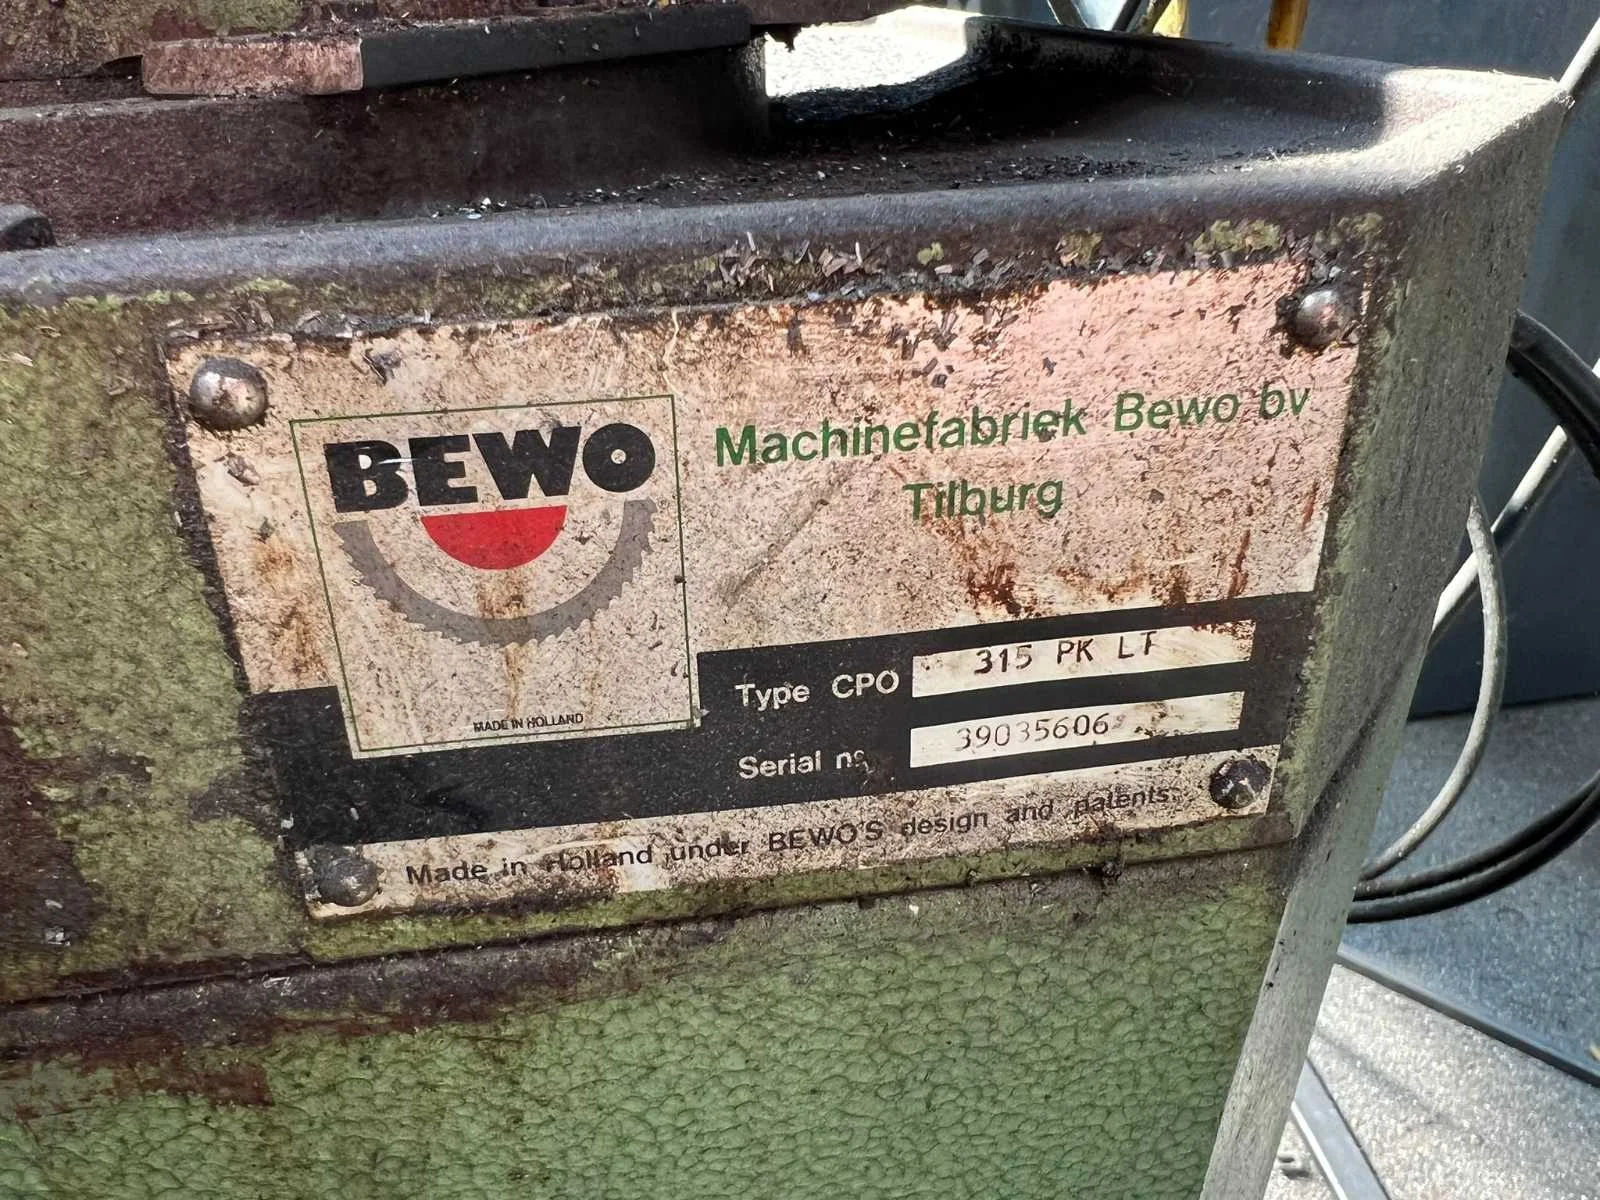 BEWO
MADE IN HOLLAND
Machinefabriek Bewo bv
Tilburg
Type CPO 315 PK LT
Serial nº 39035606
Made in Holland under BEWO'S design and patents.